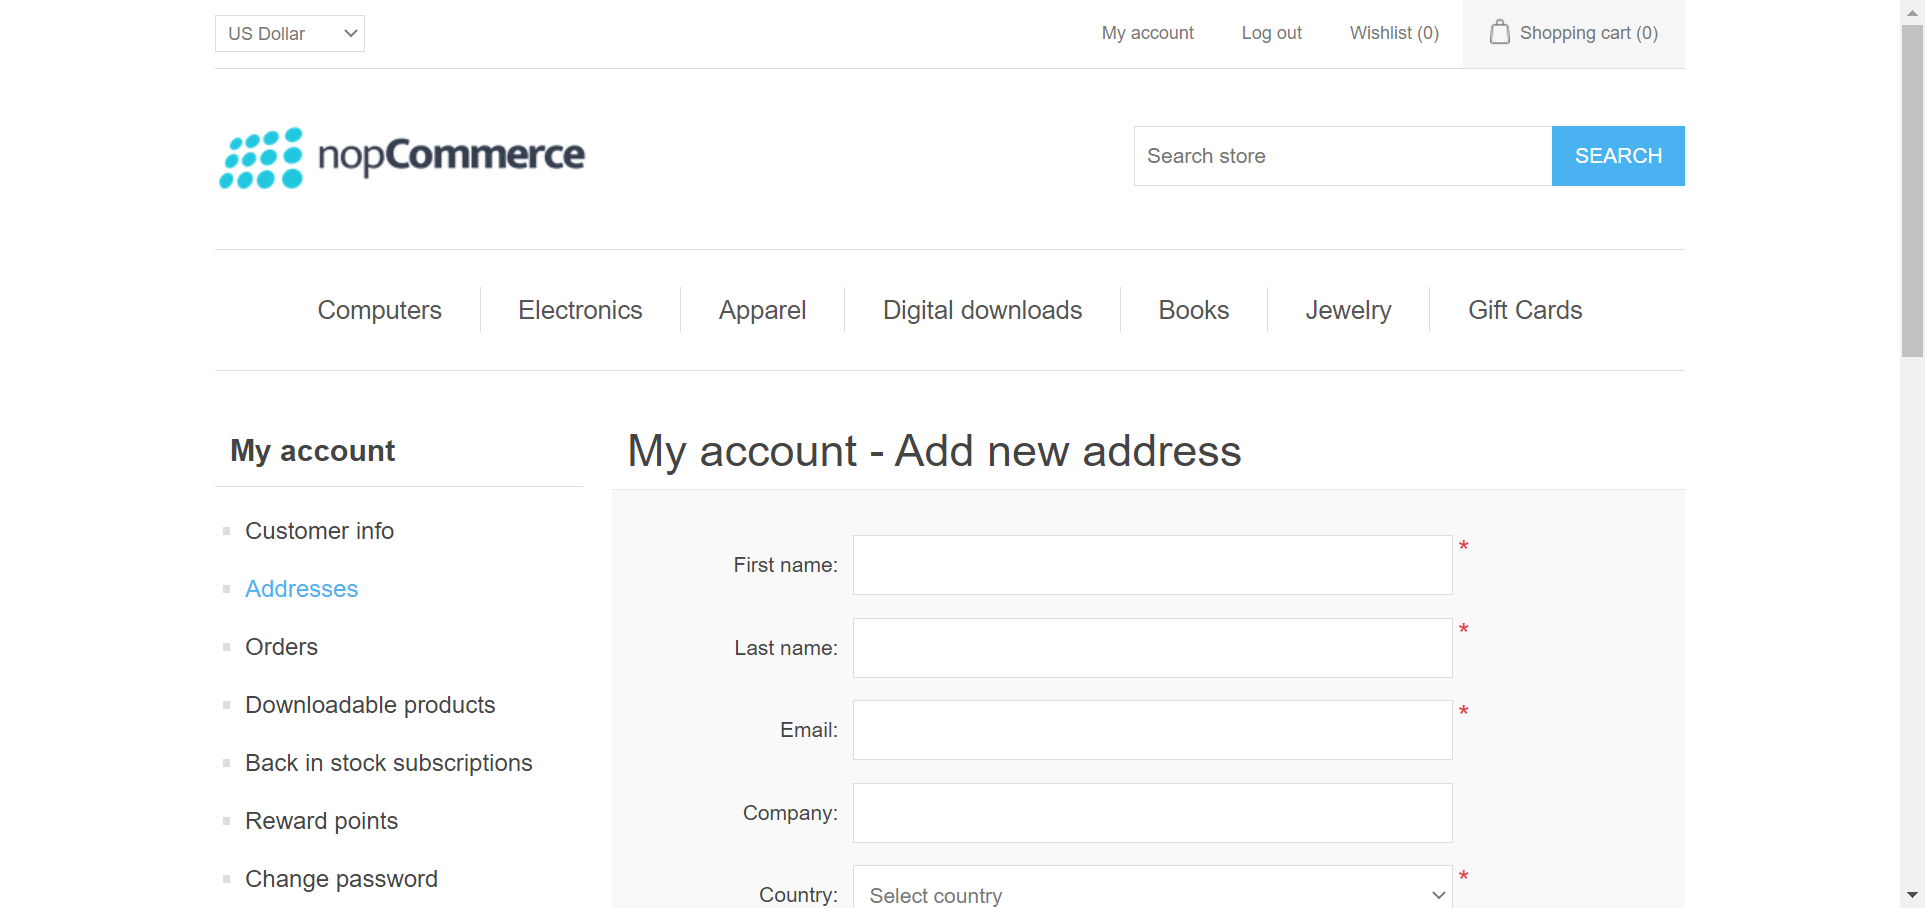 US Dollar
My account
Log out
Wishlist (0)
Shopping cart (0)
nopCommerce
Search store
SEARCH
Computers
Electronics
Apparel
Digital downloads
Books
Jewelry
Gift Cards
My account
Customer info
Addresses
Orders
Downloadable products
Back in stock subscriptions
Reward points
Change password
My account - Add new address
First name:
*
Last name:
*
Email:
*
Company:
Country:
Select country
*